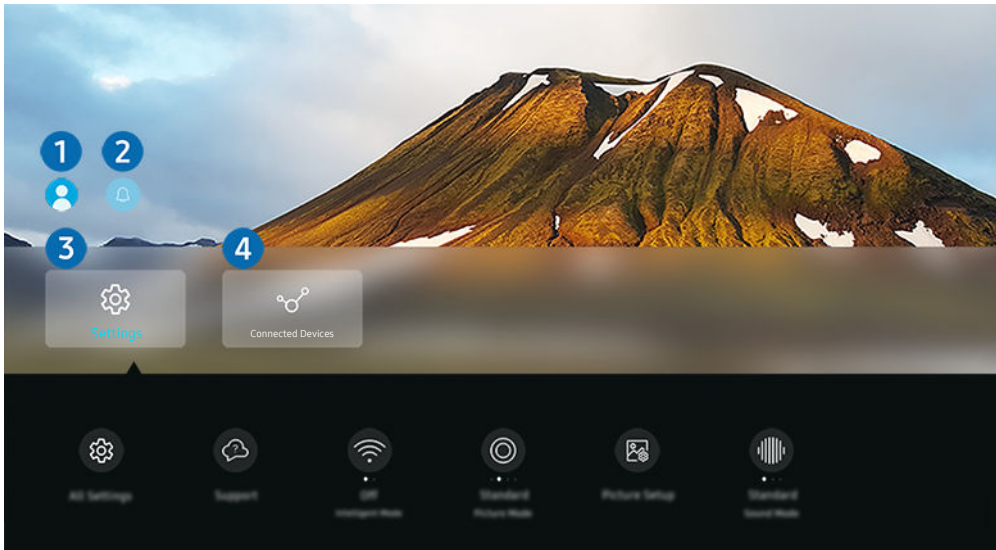 1 2
3 4
Settings
Connected Devices
All Settings
Support
Off
Intelligent Mode
Standard
Picture Mode
Picture Setup
Standard
Sound Mode